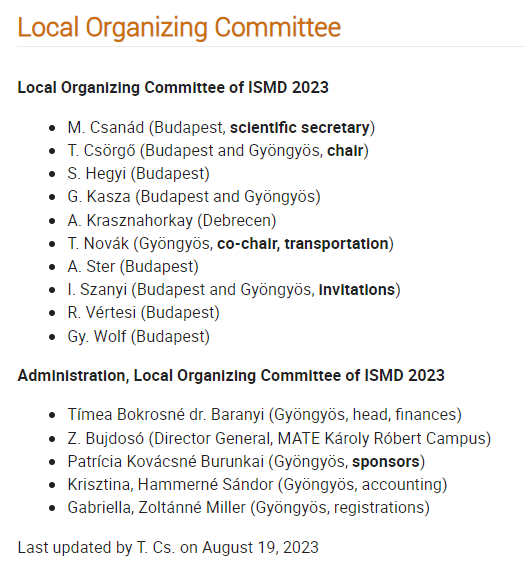 Local Organizing Committee
Local Organizing Committee of ISMD 2023
• M. Csanád (Budapest, scientific secretary)
• T. Csörgő (Budapest and Gyöngyös, chair)
• S. Hegyi (Budapest)
• G. Kasza (Budapest and Gyöngyös)
• A. Krasznahorkay (Debrecen)
• T. Novák (Gyöngyös, co-chair, transportation)
• A. Ster (Budapest)
• I. Szanyi (Budapest and Gyöngyös, invitations)
• R. Vértesi (Budapest)
• Gy. Wolf (Budapest)
Administration, Local Organizing Committee of ISMD 2023
• Tímea Bokrosné dr. Baranyi (Gyöngyös, head, finances)
• Z. Bujdosó (Director General, MATE Károly Róbert Campus)
• Patrícia Kovácsné Burunkai (Gyöngyös, sponsors)
• Krisztina, Hammerné Sándor (Gyöngyös, accounting)
• Gabriella, Zoltánné Miller (Gyöngyös, registrations)
Last updated by T. Cs. on August 19, 2023